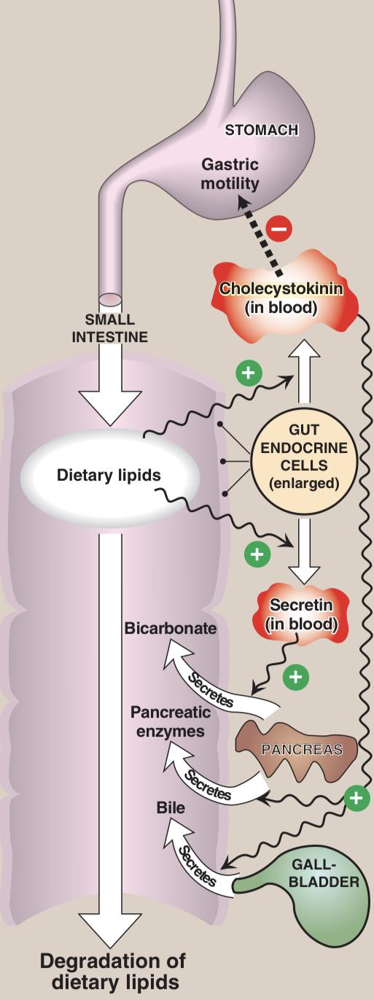 STOMACH
Gastric
motility
−
Cholecystokinin
(in blood)
SMALL
INTESTINE
+
GUT
ENDOCRINE
CELLS
(enlarged)
Dietary lipids
+
Secretin
(in blood)
Bicarbonate
+
Secretes
Pancreatic
enzymes
PANCREAS
Secretes
+
Bile
Secretes
GALL-
BLADDER
Degradation of
dietary lipids